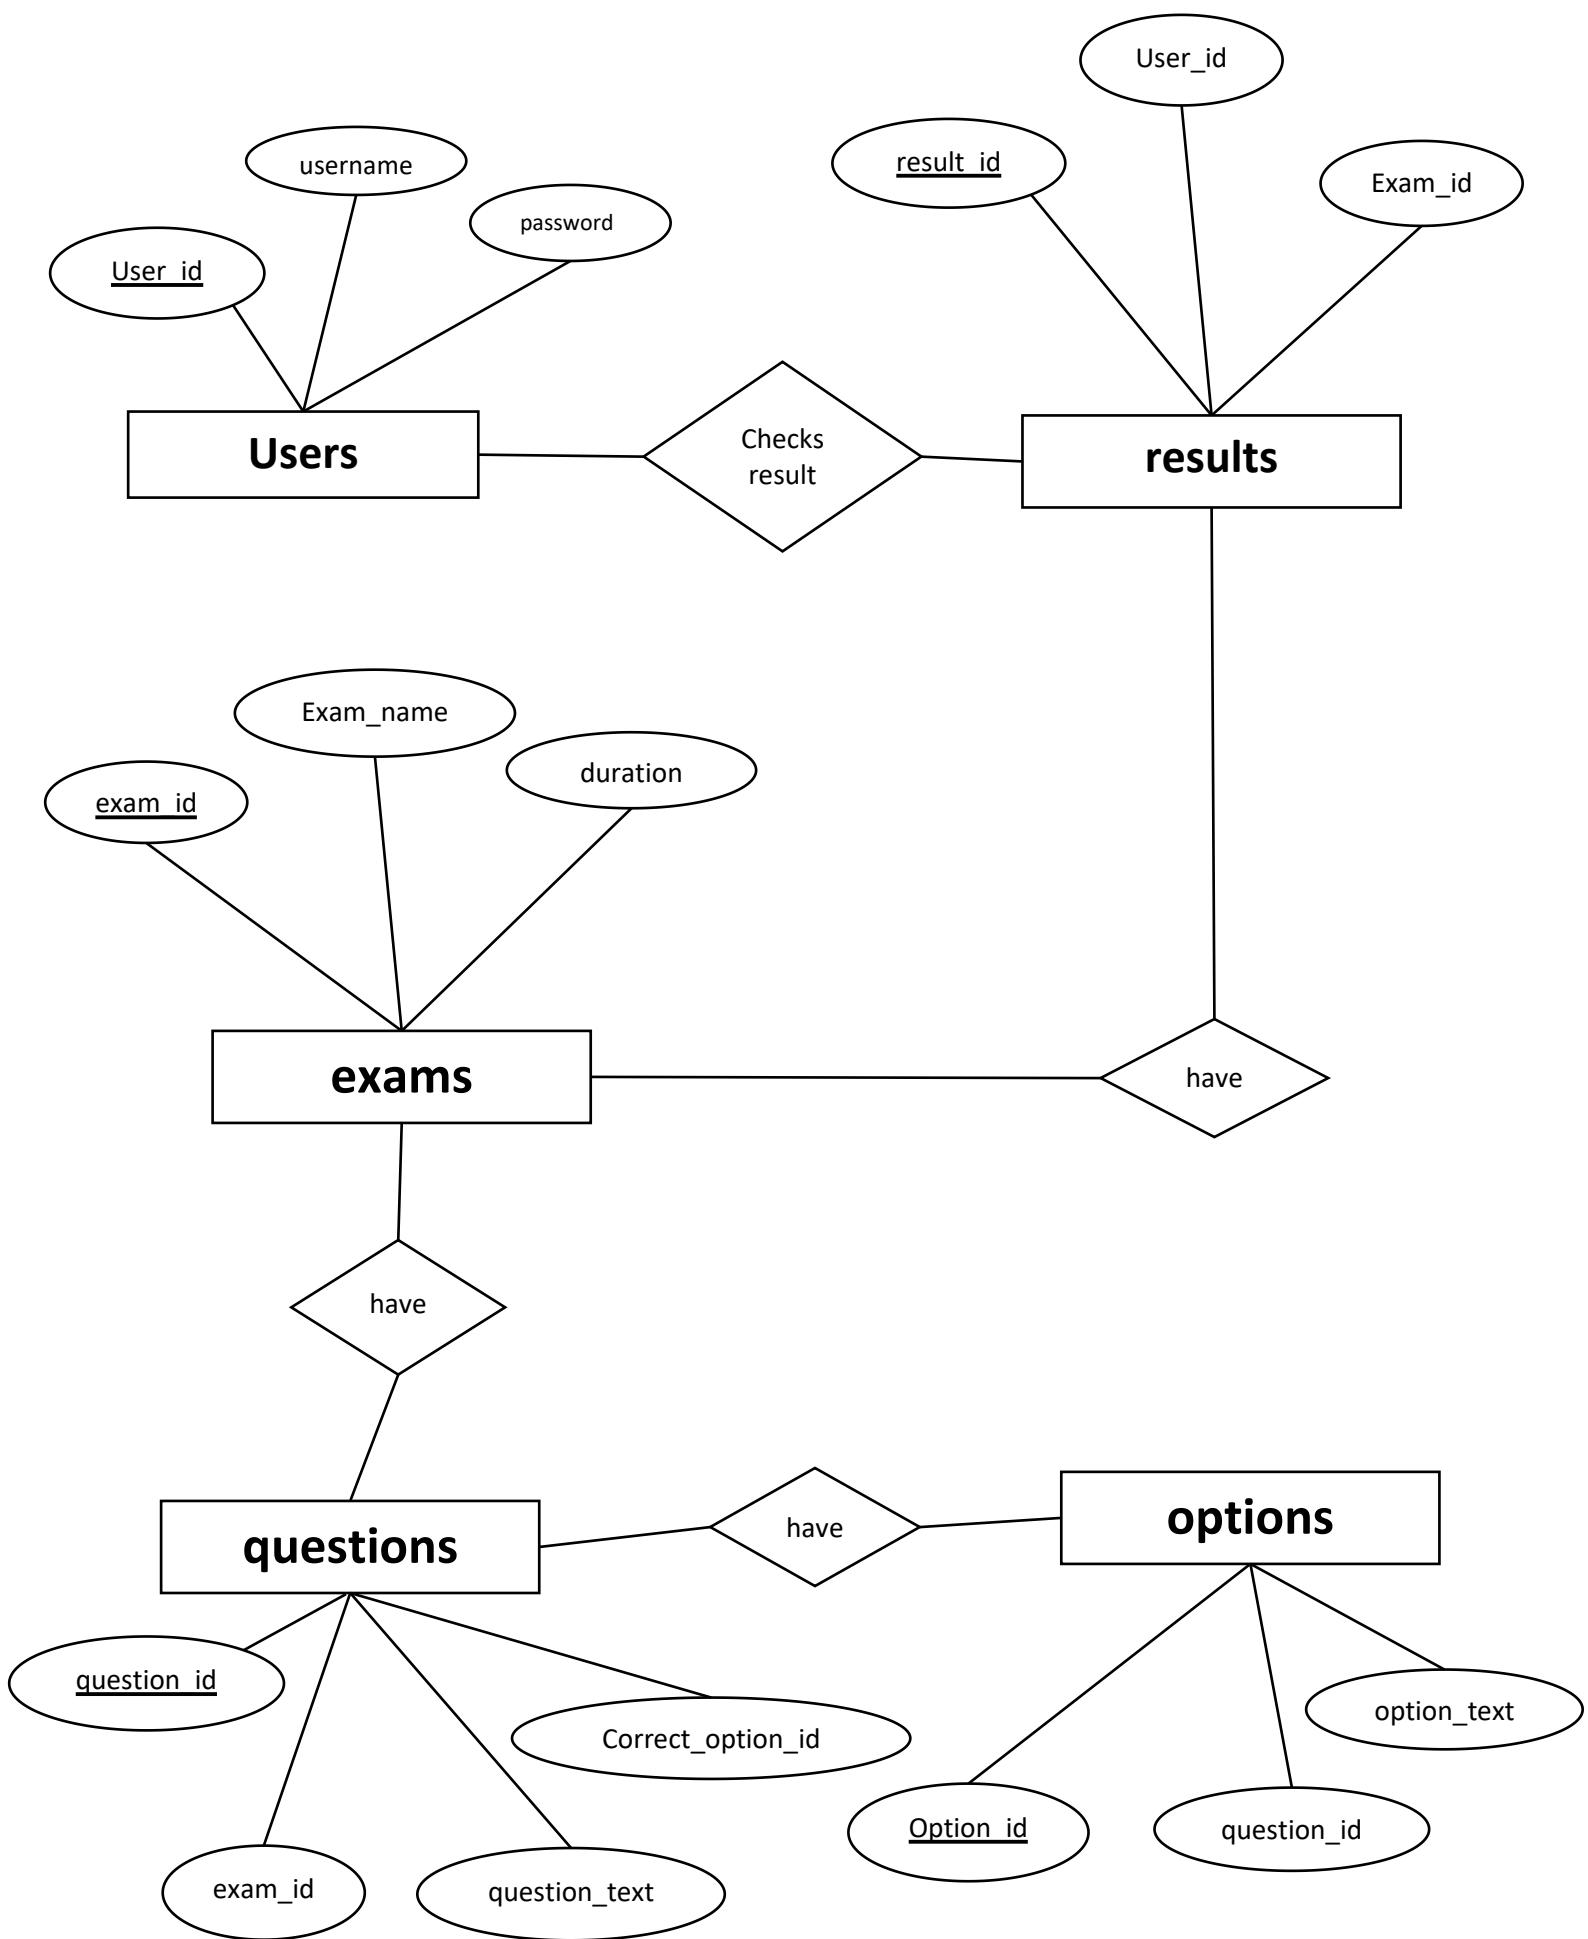 User_id
result_id
username
Exam_id
password
User_id
Users
Checks
result
results
Exam_name
duration
exam_id
exams
have
have
questions
have
options
question_id
Correct_option_id
option_text
Option_id
question_id
exam_id
question_text